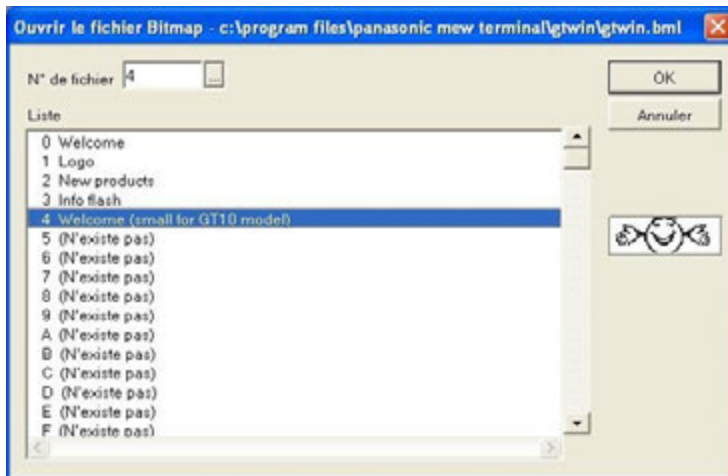 Ouvrir le fichier Bitmap - c:\program files\panasonic mew terminal\gtwin\gtwin.bml
N° de fichier 4 ...
OK
Annuler
Liste
0 Welcome
1 Logo
2 New products
3 Info flash
4 Welcome (small for GT10 model)
5 (N'existe pas)
6 (N'existe pas)
7 (N'existe pas)
8 (N'existe pas)
9 (N'existe pas)
A (N'existe pas)
B (N'existe pas)
C (N'existe pas)
D (N'existe pas)
E (N'existe pas)
F (N'existe pas)